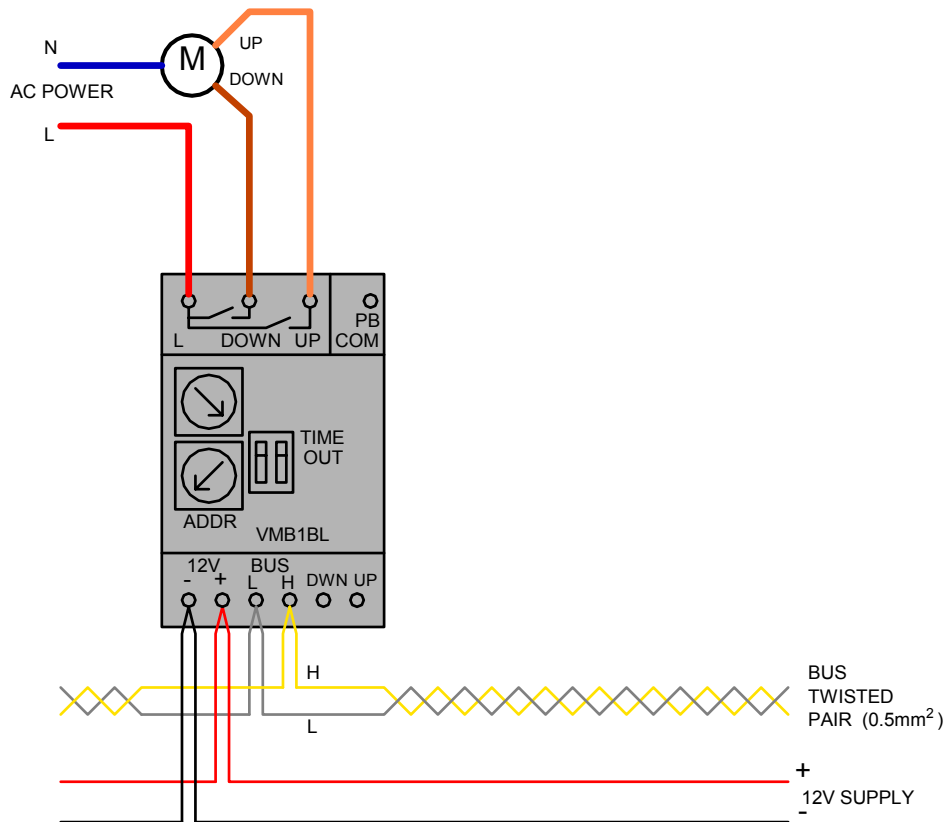 N
M
UP
DOWN
AC POWER
L
L DOWN UP
PB
COM
TIME
OUT
ADDR
VMB1BL
12V BUS
- + L H DWN UP
H
L
BUS
TWISTED
PAIR (0.5mm²)
+
12V SUPPLY
-